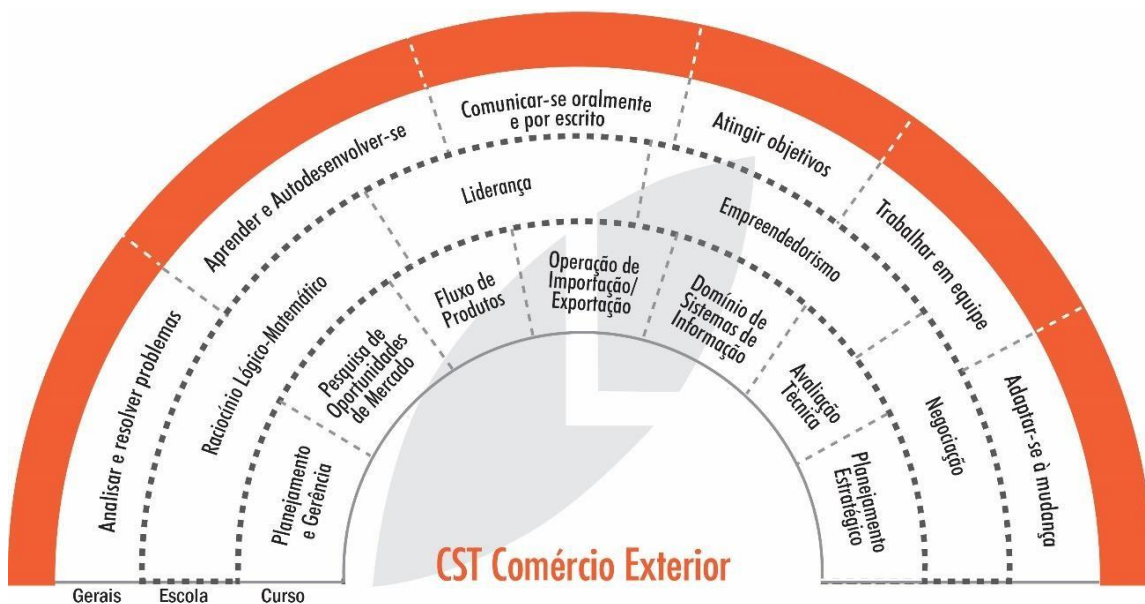 Analisar e resolver problemas
Aprender e Autodesenvolver-se
Comunicar-se oralmente
e por escrito
Atingir objetivos
Trabalhar em equipe
Adaptar-se à mudança
Raciocínio Lógico-Matemático
Liderança
Empreendedorismo
Negociação
Planejamento
e Gerência
Pesquisa de
Oportunidades
de Mercado
Fluxo de
Produtos
Operação de
Importação/
Exportação
Domínio de
Sistemas de
Informação
Avaliação
Tècnica
Planejamento
Estratégico
CST Comércio Exterior
Gerais
Escola
Curso